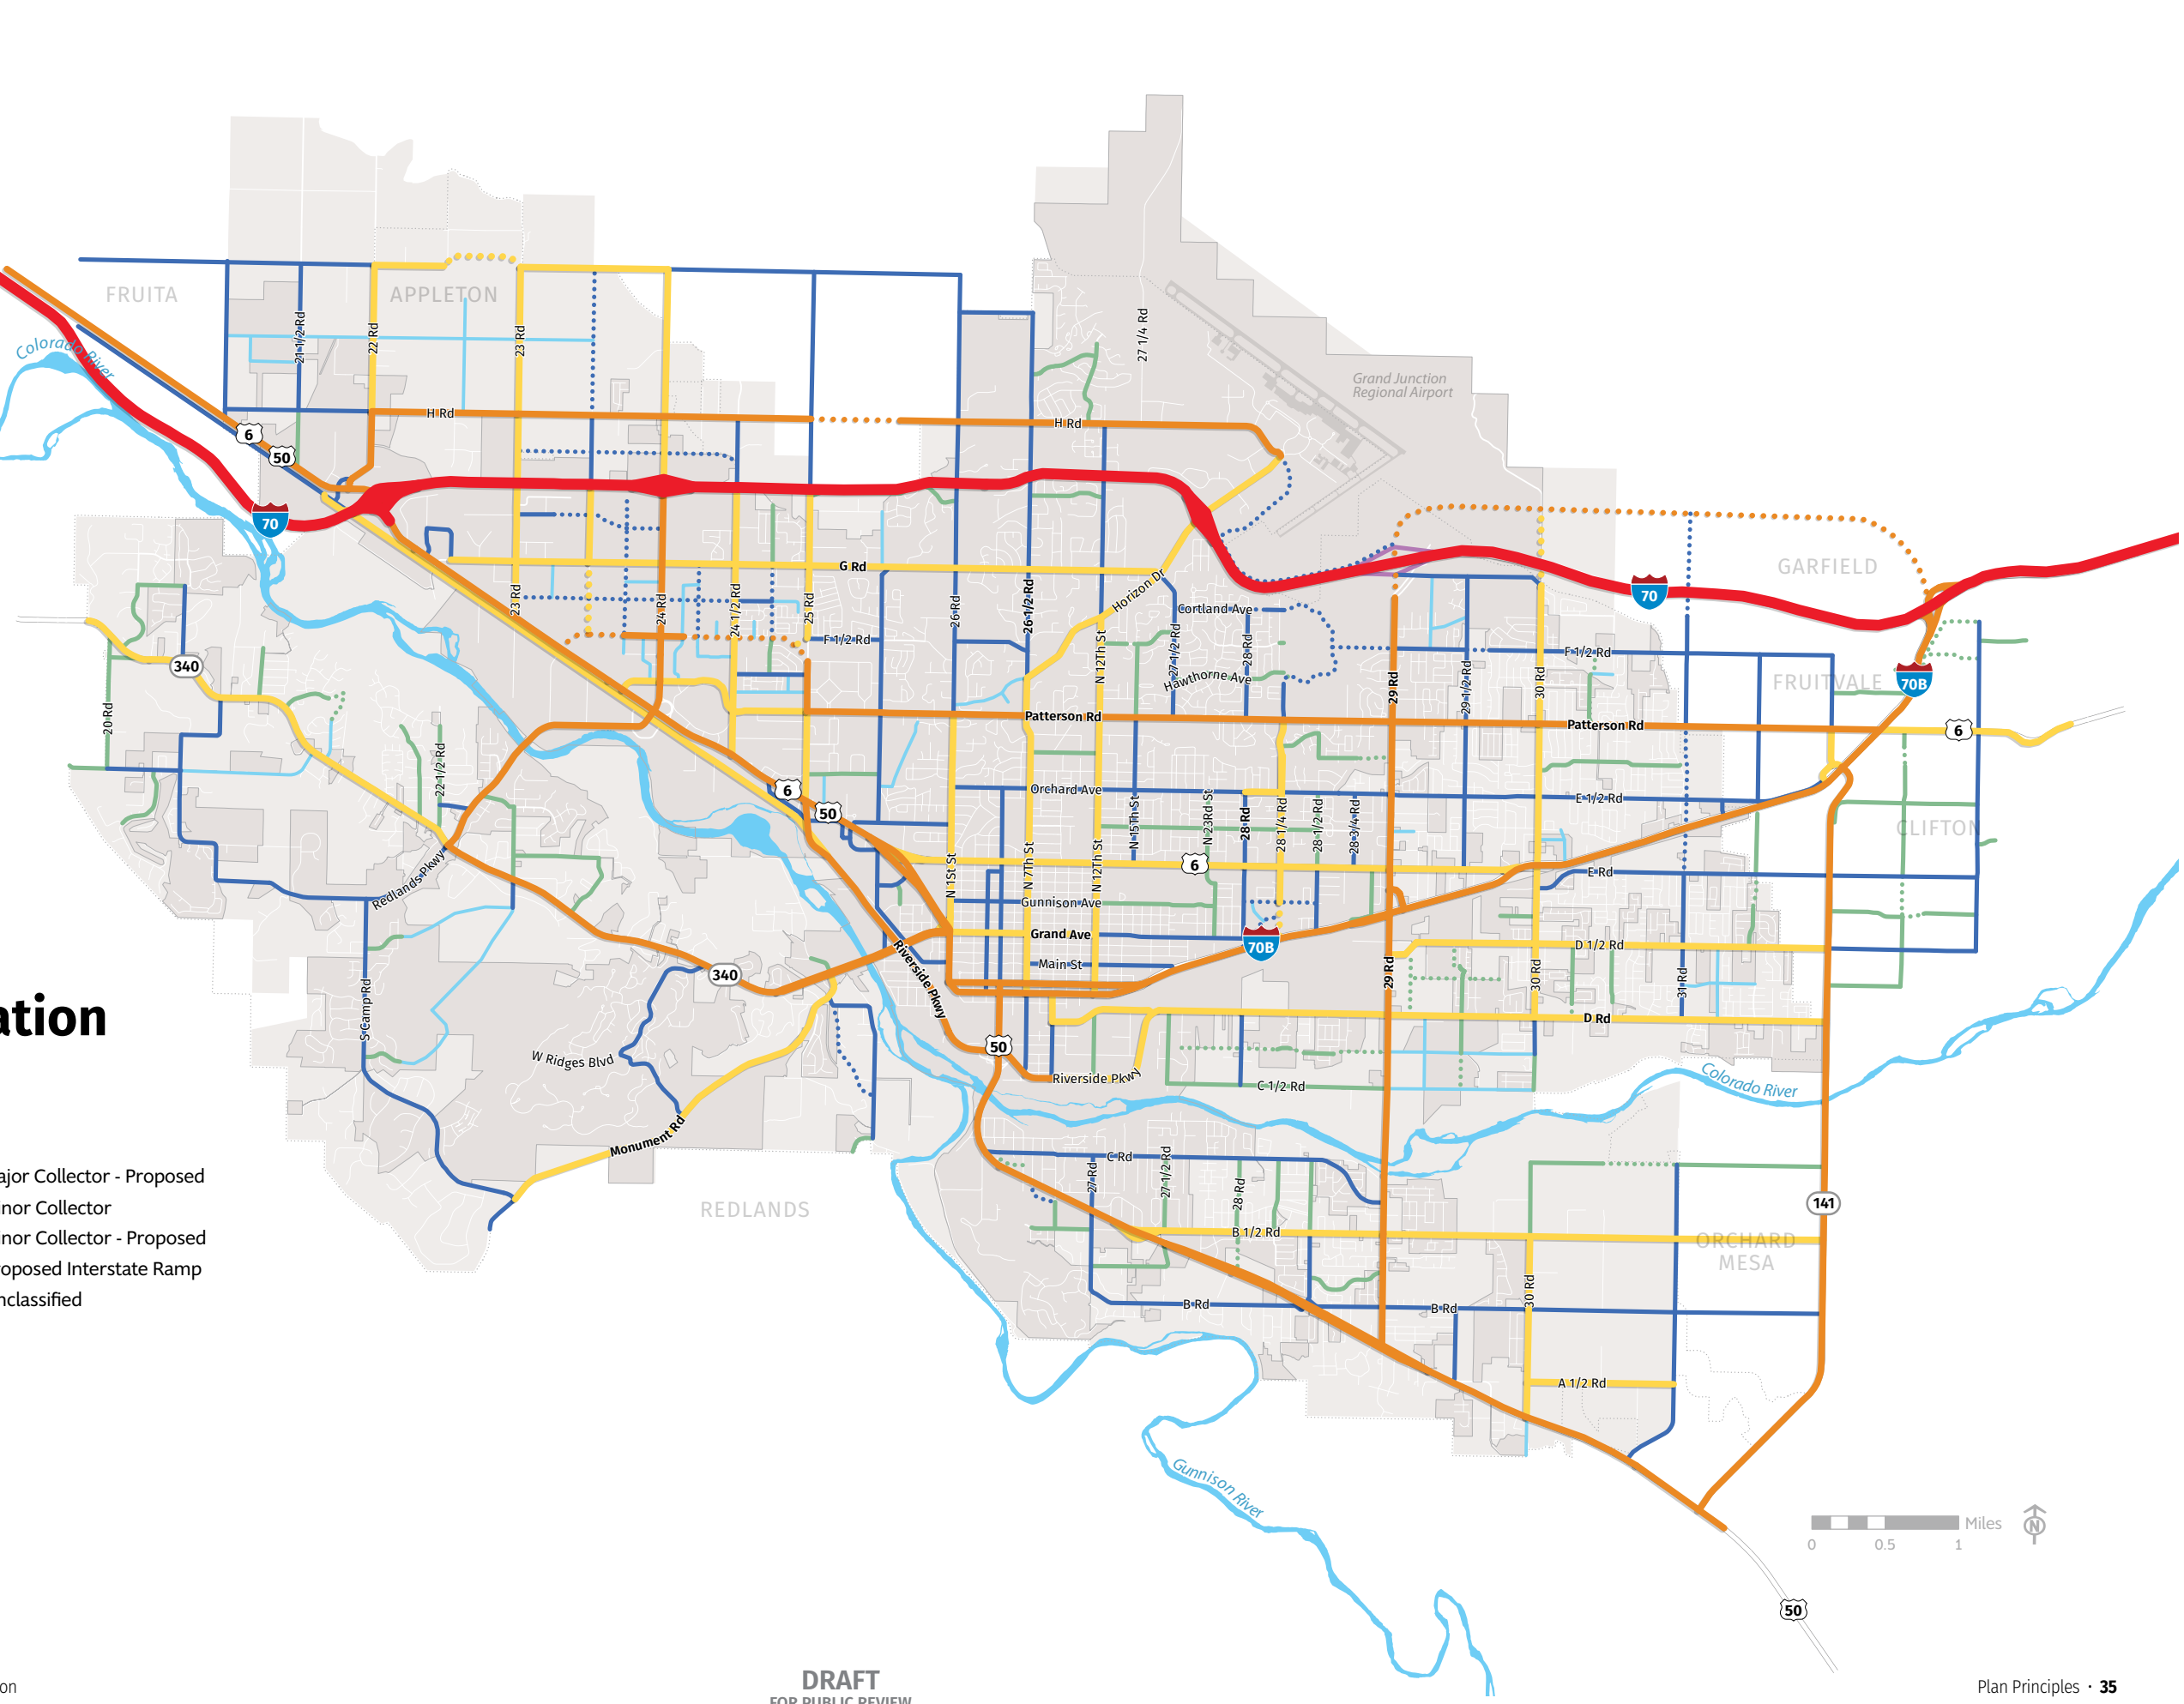 FRUITA
APPLETON
21 1/2 Rd
22 Rd
23 Rd
27 1/4 Rd
Colorado River
Grand Junction
Regional Airport
H Rd
H Rd
6
50
70
G Rd
Horizon Dr
GARFIELD
70
23 Rd
24 Rd
24 1/2 Rd
25 Rd
26 Rd
26 1/2 Rd
Cortland Ave
F 1/2 Rd
N 12Th St
27 1/2 Rd
28 Rd
F 1/2 Rd
340
Hawthorne Ave
29 Rd
29 1/2 Rd
30 Rd
FRUITVALE
70B
20 Rd
Patterson Rd
Patterson Rd
6
22 1/2 Rd
6
50
Orchard Ave
E 1/2 Rd
N 15Th St
N 23Rd St
28 Rd
28 1/4 Rd
28 1/2 Rd
28 3/4 Rd
CLIFTON
Redlands Pkwy
N 1St St
N 7Th St
N 12Th St
6
E Rd
Gunnison Ave
Grand Ave
70B
D 1/2 Rd
Riverside Pkwy
Main St
340
29 Rd
30 Rd
31 Rd
S Camp Rd
ation
D Rd
50
W Ridges Blvd
Riverside Pkwy
C 1/2 Rd
Colorado River
Monument Rd
C Rd
27 Rd
27 1/2 Rd
28 Rd
ajor Collector - Proposed
inor Collector
inor Collector - Proposed
roposed Interstate Ramp
nclassified
REDLANDS
141
B 1/2 Rd
ORCHARD
MESA
B Rd
B Rd
30 Rd
A 1/2 Rd
Gunnison River
Miles
N
0 0.5 1
50
on
DRAFT
FOR PUBLIC REVIEW
Plan Principles · 35